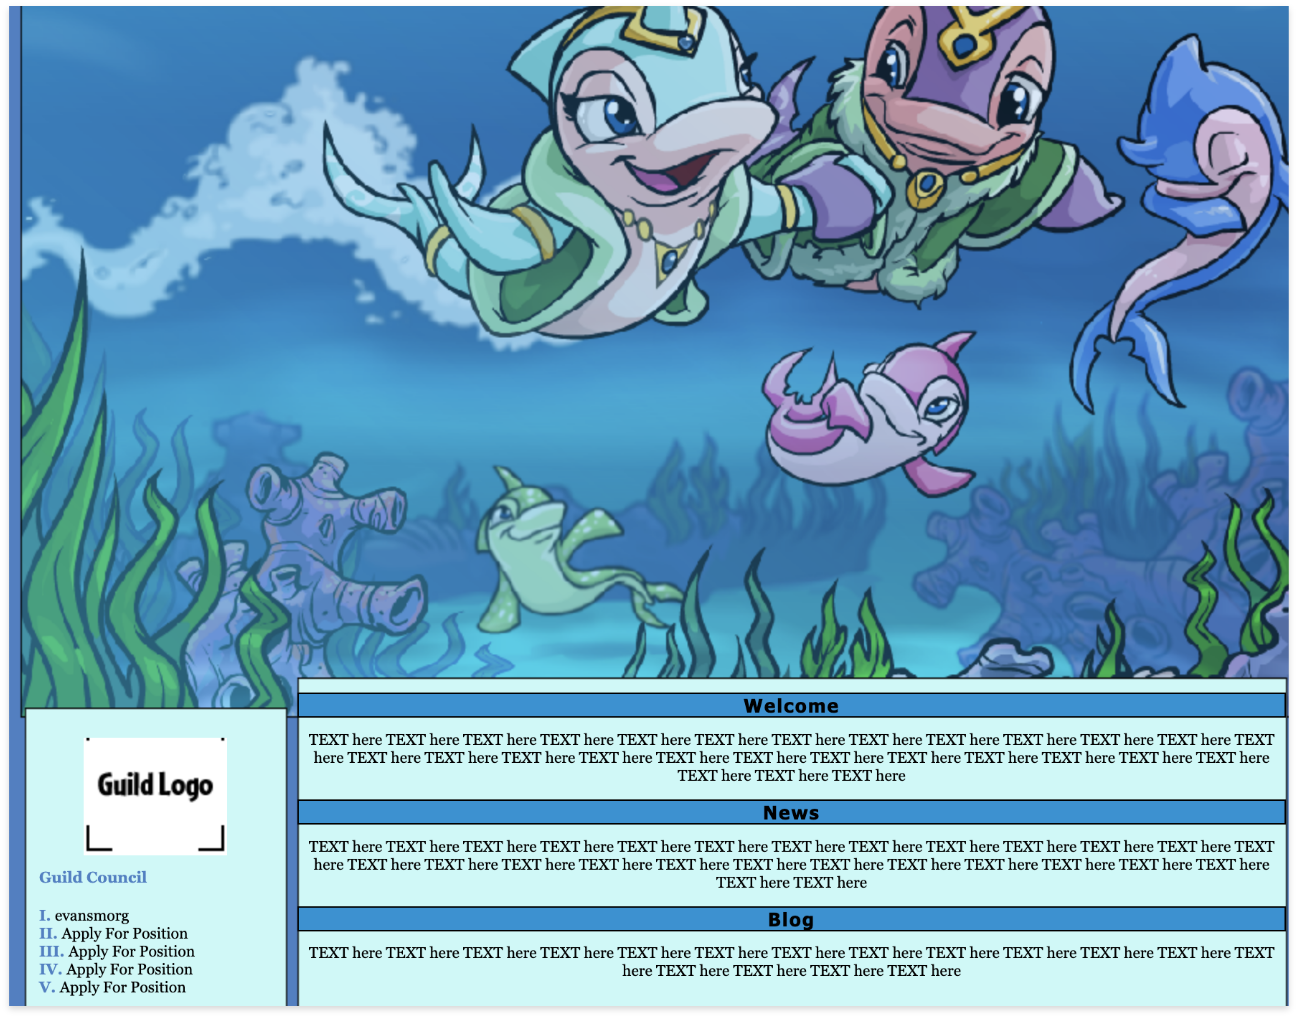 Guild Logo
Guild Council
I. evansmorg
II. Apply For Position
III. Apply For Position
IV. Apply For Position
V. Apply For Position
Welcome
TEXT here TEXT here TEXT here TEXT here TEXT here TEXT here TEXT here TEXT here TEXT here TEXT here TEXT here TEXT here TEXT
here TEXT here TEXT here TEXT here TEXT here TEXT here TEXT here TEXT here TEXT here TEXT here TEXT here TEXT here TEXT here
TEXT here TEXT here TEXT here
News
TEXT here TEXT here TEXT here TEXT here TEXT here TEXT here TEXT here TEXT here TEXT here TEXT here TEXT here TEXT here TEXT
here TEXT here TEXT here TEXT here TEXT here TEXT here TEXT here TEXT here TEXT here TEXT here TEXT here TEXT here TEXT here
TEXT here TEXT here
Blog
TEXT here TEXT here TEXT here TEXT here TEXT here TEXT here TEXT here TEXT here TEXT here TEXT here TEXT here TEXT here TEXT
here TEXT here TEXT here TEXT here TEXT here